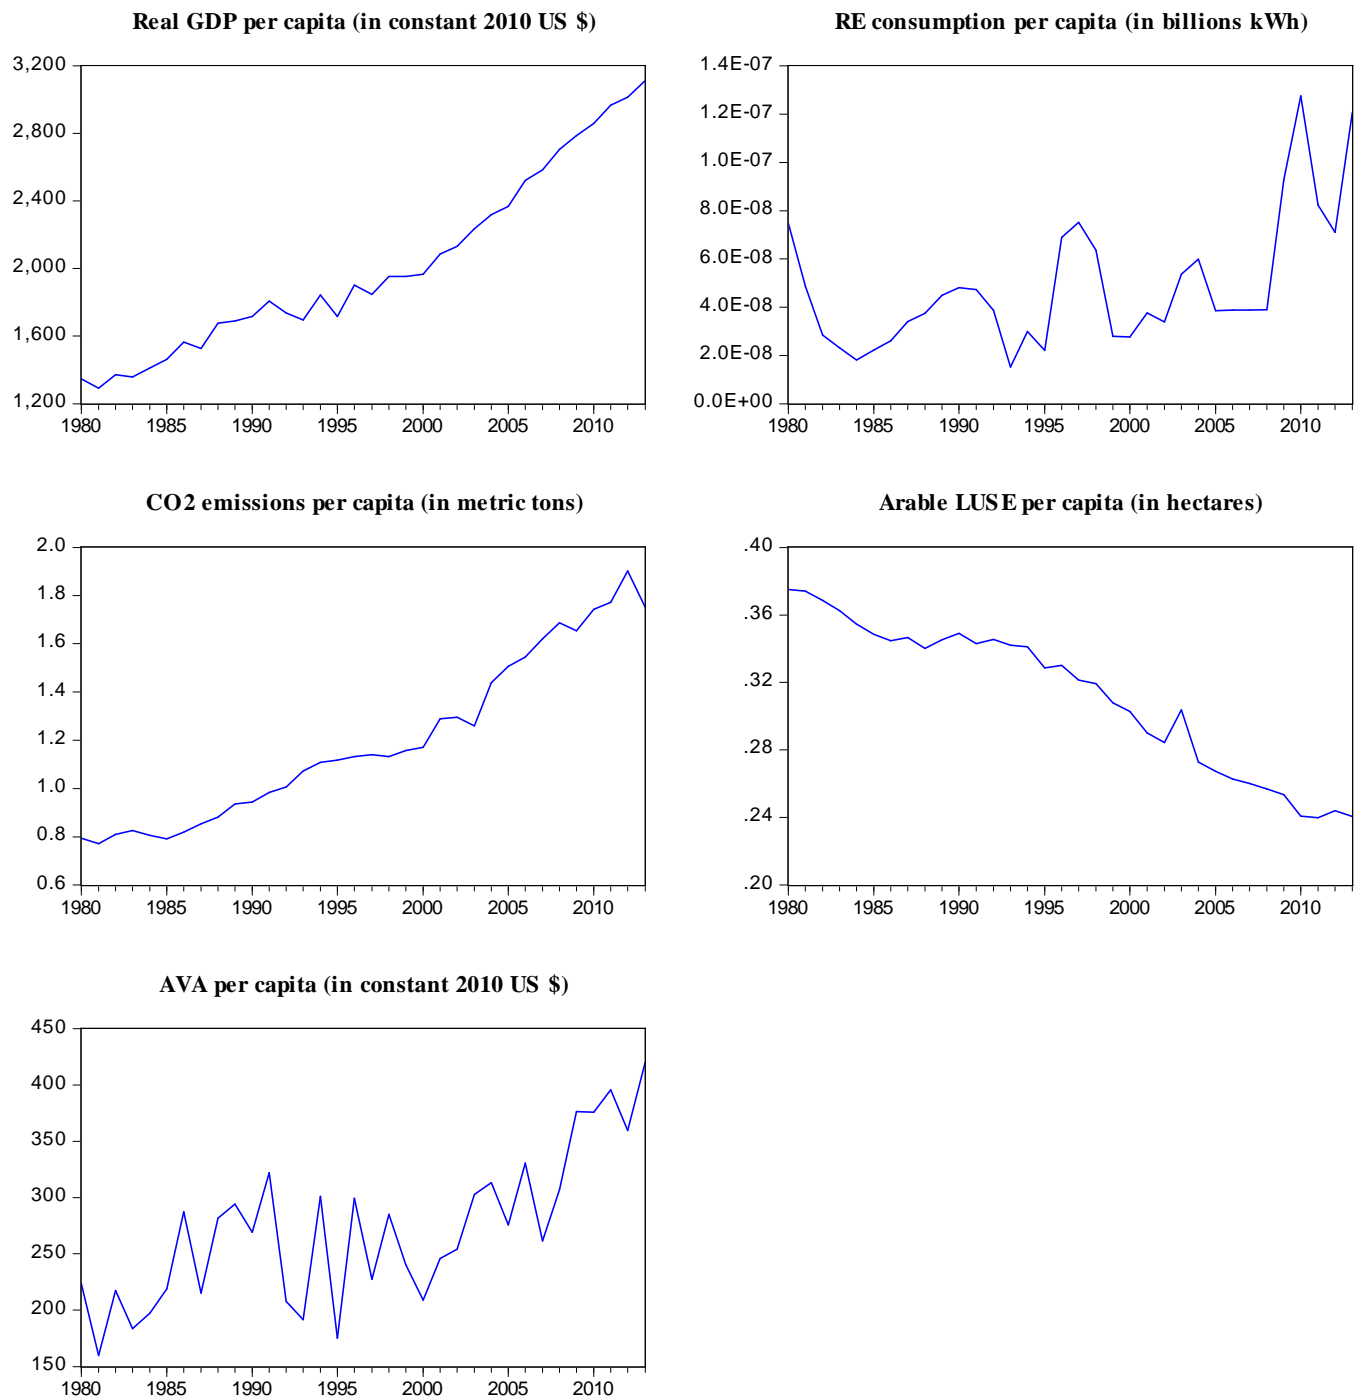 Real GDP per capita (in constant 2010 US $)
3,200
2,800
2,400
2,000
1,600
1,200
1980 1985 1990 1995 2000 2005 2010
RE consumption per capita (in billions kWh)
1.4E-07
1.2E-07
1.0E-07
8.0E-08
6.0E-08
4.0E-08
2.0E-08
0.0E+00
1980 1985 1990 1995 2000 2005 2010
CO2 emissions per capita (in metric tons)
2.0
1.8
1.6
1.4
1.2
1.0
0.8
0.6
1980 1985 1990 1995 2000 2005 2010
Arable LUSE per capita (in hectares)
.40
.36
.32
.28
.24
.20
1980 1985 1990 1995 2000 2005 2010
AVA per capita (in constant 2010 US $)
450
400
350
300
250
200
150
1980 1985 1990 1995 2000 2005 2010